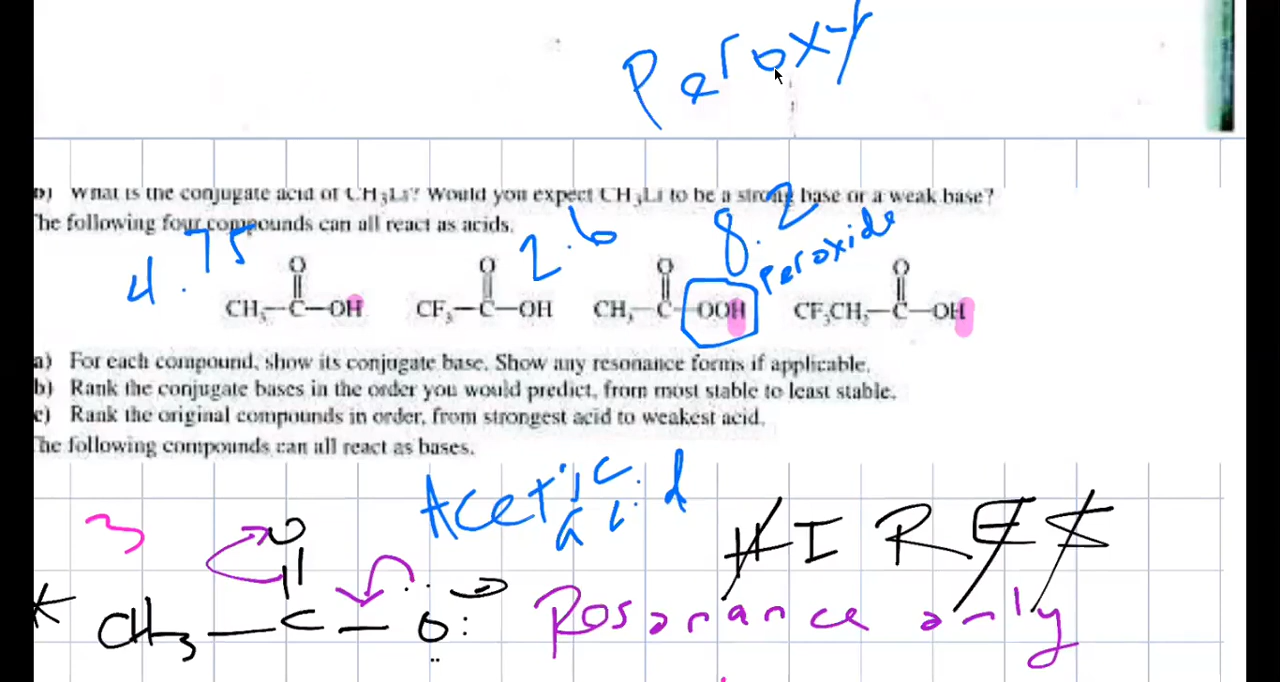 Peroxy
b) What is the conjugate acid of CH₃Li? Would you expect CH₃Li to be a strong base or a weak base?
The following four compounds can all react as acids.
4.75 2.6 8.2 Peroxide
O O O O
CH₃—C—OH CF₃—C—OH CH₃—C—OOH CF₃CH₂—C—OH
a) For each compound, show its conjugate base. Show any resonance forms if applicable.
b) Rank the conjugate bases in the order you would predict, from most stable to least stable.
c) Rank the original compounds in order, from strongest acid to weakest acid.
The following compounds can all react as bases.
Acetic acid
3 O H I R E S
* CH₃—C—O: Resonance only